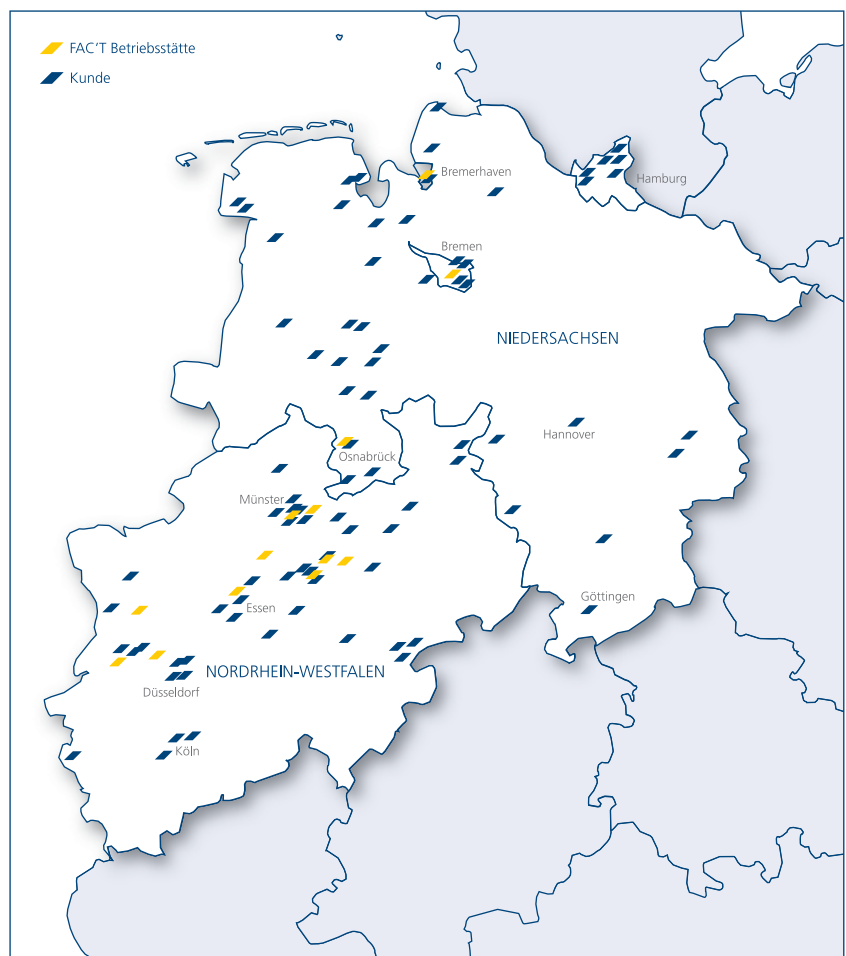 FAC'T Betriebsstätte
Kunde
Bremerhaven
Hamburg
Bremen
NIEDERSACHSEN
Hannover
Osnabrück
Münster
Göttingen
Essen
NORDRHEIN-WESTFALEN
Düsseldorf
Köln